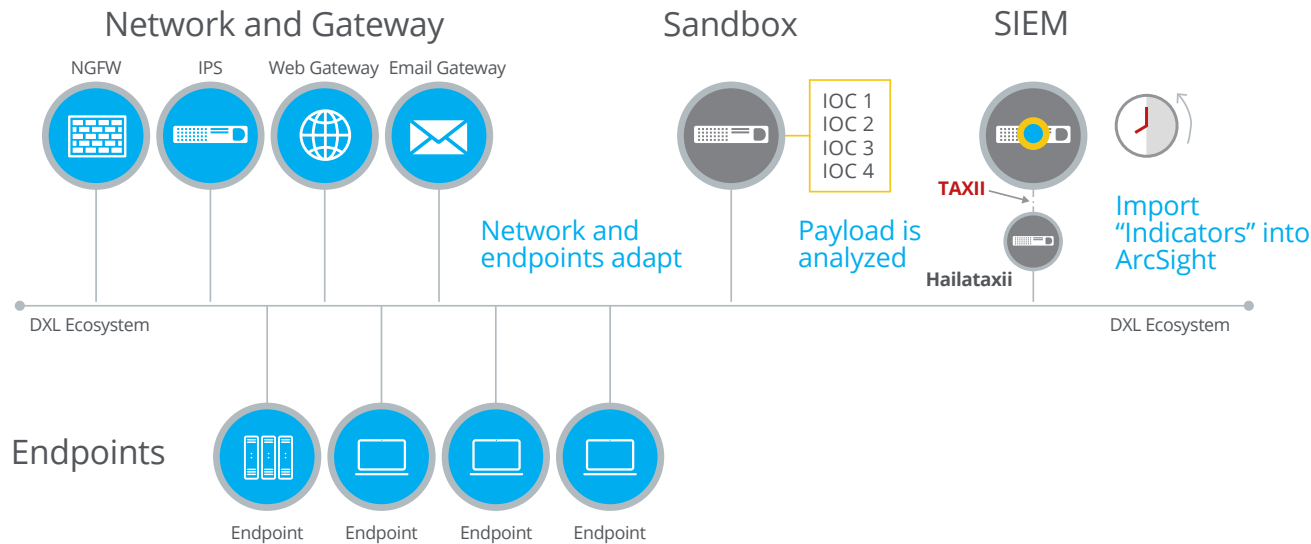 Network and Gateway
Sandbox
SIEM
NGFW
IPS
Web Gateway
Email Gateway
IOC 1
IOC 2
IOC 3
IOC 4
TAXII
Network and
endpoints adapt
Payload is
analyzed
Import
“Indicators” into
ArcSight
Hailataxii
DXL Ecosystem
DXL Ecosystem
Endpoints
Endpoint
Endpoint
Endpoint
Endpoint